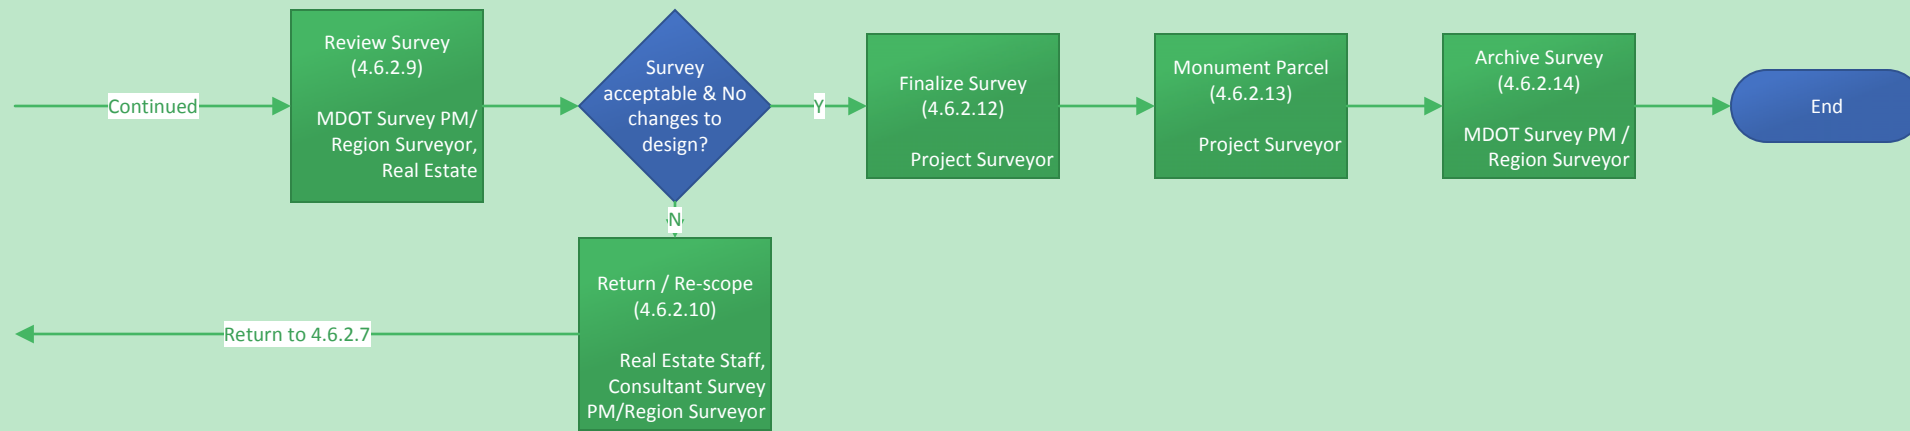 Continued
Review Survey
(4.6.2.9)
MDOT Survey PM/
Region Surveyor,
Real Estate
Survey
acceptable & No
changes to
design?
Y
Finalize Survey
(4.6.2.12)
Project Surveyor
Monument Parcel
(4.6.2.13)
Project Surveyor
Archive Survey
(4.6.2.14)
MDOT Survey PM /
Region Surveyor
End
N
Return / Re-scope
(4.6.2.10)
Real Estate Staff,
Consultant Survey
PM/Region Surveyor
Return to 4.6.2.7